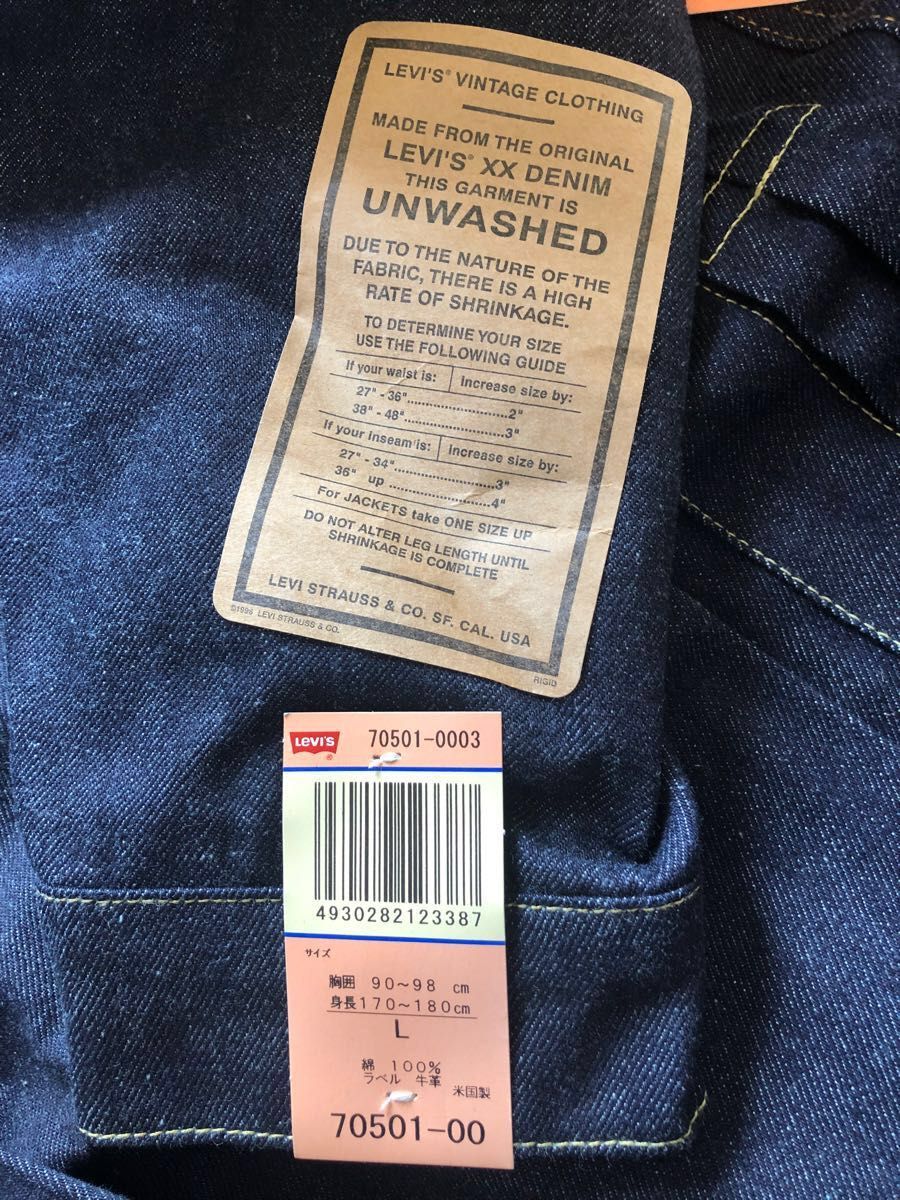 LEVI'S® VINTAGE CLOTHING
MADE FROM THE ORIGINAL
LEVI'S® XX DENIM
THIS GARMENT IS
UNWASHED
DUE TO THE NATURE OF THE
FABRIC, THERE IS A HIGH
RATE OF SHRINKAGE.
TO DETERMINE YOUR SIZE
USE THE FOLLOWING GUIDE
If your waist is: Increase size by:
27" - 36"..........................2"
38" - 48"..........................3"
If your inseam is: Increase size by:
27" - 34"..........................3"
36" up ..........................4"
For JACKETS take ONE SIZE UP
DO NOT ALTER LEG LENGTH UNTIL
SHRINKAGE IS COMPLETE
LEVI STRAUSS & CO. SF. CAL. USA
©1996 LEVI STRAUSS & CO.
RIGID
LEVI'S® 70501-0003
4930282123387
サイズ
胸囲 90～98 cm
身長170～180cm
L
綿 100%
ラベル 牛革
米国製
70501-00